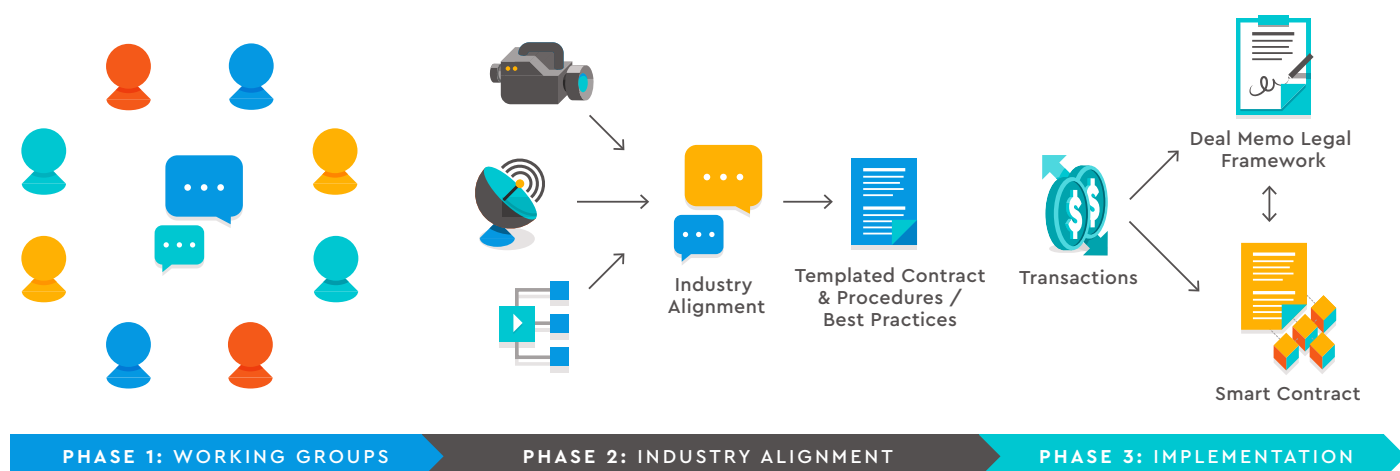 Industry
Alignment
Templated Contract
& Procedures /
Best Practices
Transactions
Deal Memo Legal
Framework
Smart Contract
PHASE 1: WORKING GROUPS
PHASE 2: INDUSTRY ALIGNMENT
PHASE 3: IMPLEMENTATION